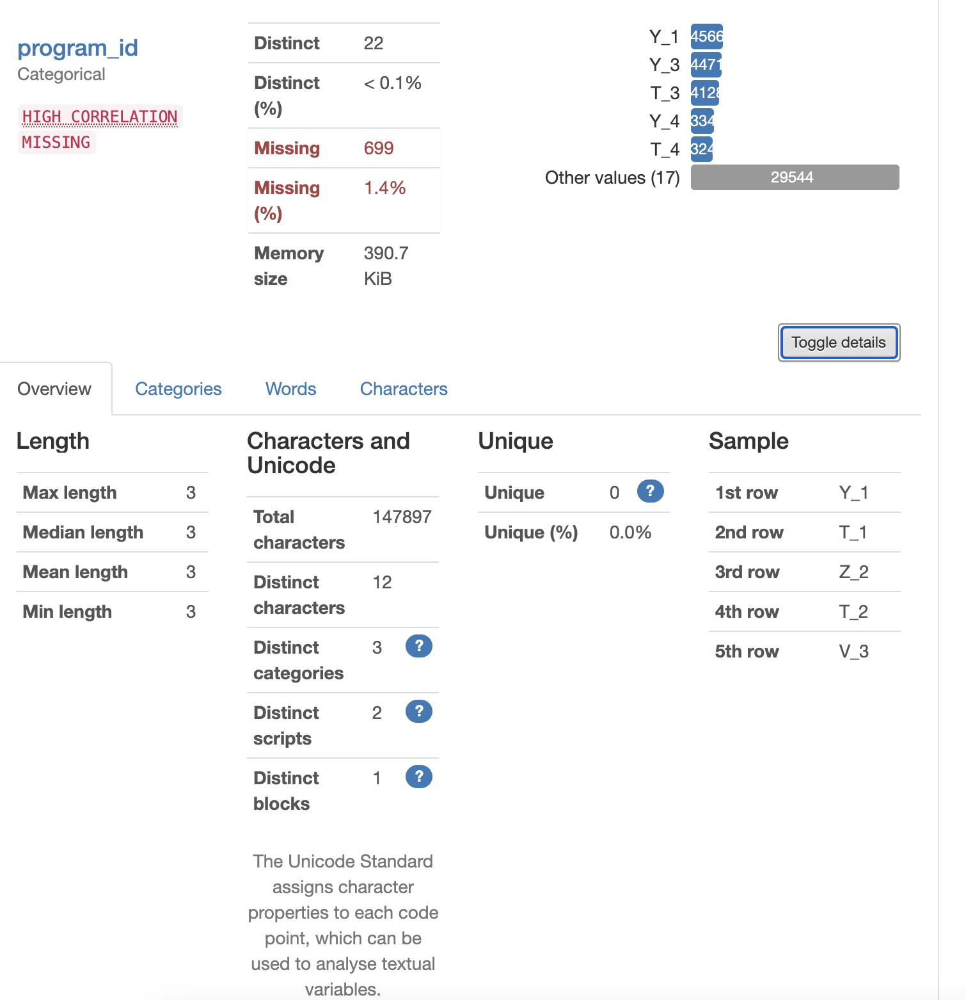 program_id
Categorical
HIGH CORRELATION
MISSING
Distinct 22
Distinct (%) < 0.1%
Missing 699
Missing (%) 1.4%
Memory size 390.7 KiB
Y_1 4566
Y_3 4471
T_3 4128
Y_4 334
T_4 324
Other values (17) 29544
Toggle details
Overview Categories Words Characters
Length
Max length 3
Median length 3
Mean length 3
Min length 3
Characters and
Unicode
Total characters 147897
Distinct characters 12
Distinct categories 3 ?
Distinct scripts 2 ?
Distinct blocks 1 ?
The Unicode Standard
assigns character
properties to each code
point, which can be
used to analyse textual
variables.
Unique
Unique 0 ?
Unique (%) 0.0%
Sample
1st row Y_1
2nd row T_1
3rd row Z_2
4th row T_2
5th row V_3